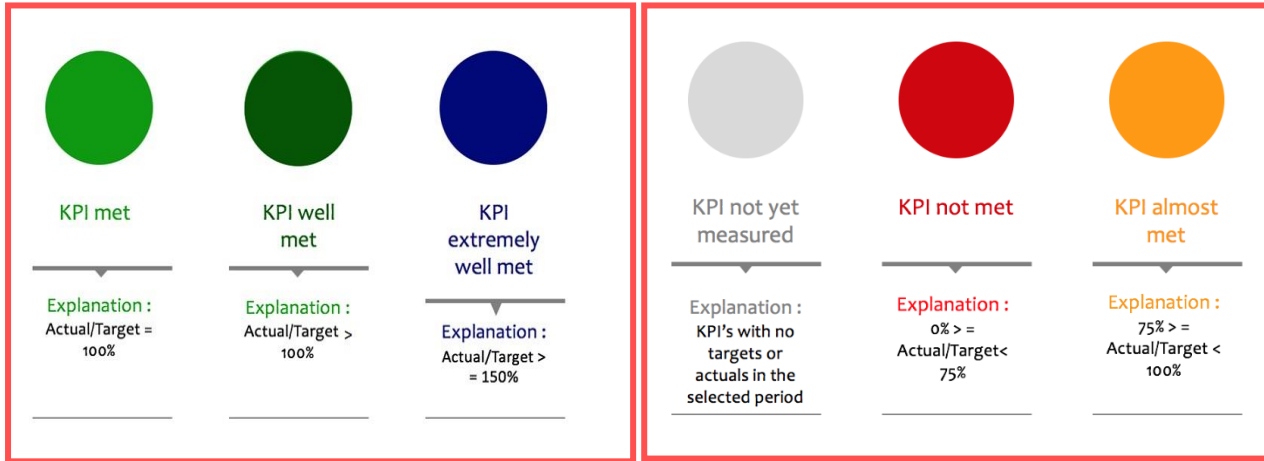 KPI met
Explanation :
Actual/Target =
100%
KPI well
met
Explanation :
Actual/Target >
100%
KPI
extremely
well met
Explanation :
Actual/Target >
= 150%
KPI not yet
measured
Explanation :
KPI’s with no
targets or
actuals in the
selected period
KPI not met
Explanation :
0% > =
Actual/Target<
75%
KPI almost
met
Explanation :
75% > =
Actual/Target <
100%